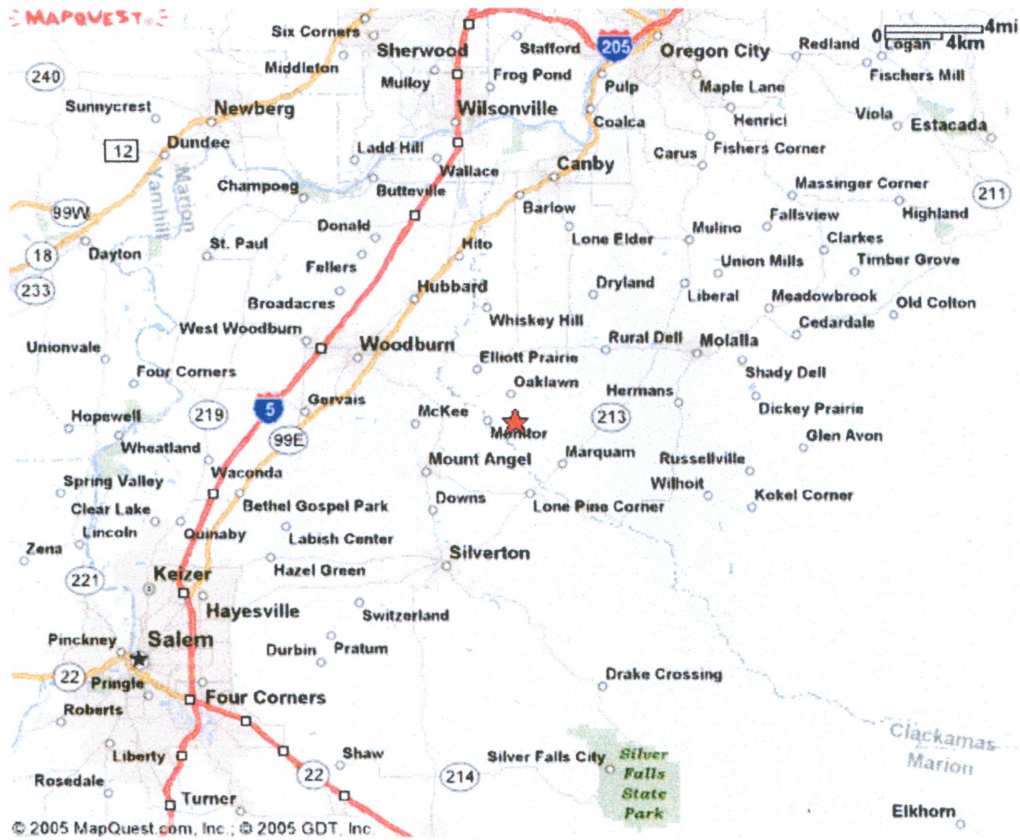 MAPQUEST
0 4mi
4km
Six Corners
Sherwood
Stafford
205
Oregon City
Redland
Logan
240
Middleton
Mulloy
Frog Pond
Pulp
Maple Lane
Fischers Mill
Sunnycrest
Newberg
Wilsonville
Coalca
Henrici
Viola
Estacada
12
Dundee
Ladd Hill
Wallace
Canby
Carus
Fishers Corner
Champoeg
Butteville
Massinger Corner
211
Yamhill
Marion
99W
Barlow
Fallsview
Highland
18
Dayton
St. Paul
Donald
Hito
Lone Elder
Mulino
Clarkes
233
Fellers
Union Mills
Timber Grove
Broadacres
Hubbard
Dryland
Liberal
Meadowbrook
Old Colton
Whiskey Hill
Cedardale
West Woodburn
Woodburn
Rural Dell
Molalla
Unionvale
Elliott Prairie
Shady Dell
Four Corners
Oaklawn
Hermans
219
5
Gervais
McKee
213
Dickey Prairie
Hopewell
99E
Monitor
Glen Avon
Wheatland
Mount Angel
Marquam
Russellville
Spring Valley
Waconda
Wilhoit
Clear Lake
Bethel Gospel Park
Downs
Lone Pine Corner
Kokel Corner
Lincoln
Quinaby
Labish Center
Zena
Silverton
221
Keizer
Hazel Green
Hayesville
Switzerland
Pinckney
Salem
Durbin
Pratum
22
Pringle
Drake Crossing
Roberts
Four Corners
Liberty
Shaw
Silver Falls City
Silver
Falls
State
Park
Clackamas
Marion
Rosedale
22
214
Turner
Elkhorn
© 2005 MapQuest.com, Inc.; © 2005 GDT, Inc.